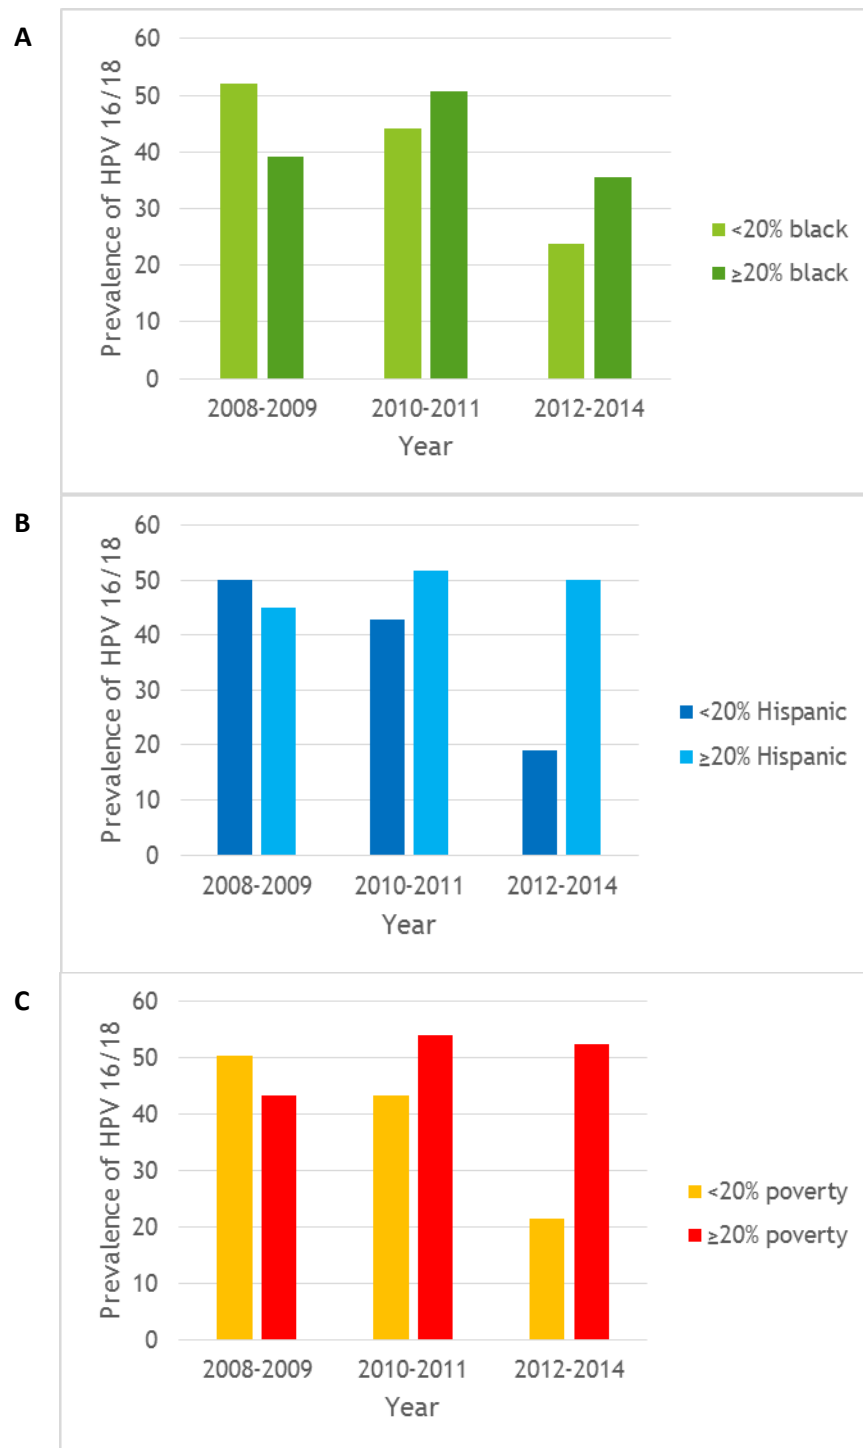 A
Prevalence of HPV 16/18
60
50
40
30
20
10
0
2008-2009 2010-2011 2012-2014
Year
<20% black
≥20% black
B
Prevalence of HPV 16/18
60
50
40
30
20
10
0
2008-2009 2010-2011 2012-2014
Year
<20% Hispanic
≥20% Hispanic
C
Prevalence of HPV 16/18
60
50
40
30
20
10
0
2008-2009 2010-2011 2012-2014
Year
<20% poverty
≥20% poverty